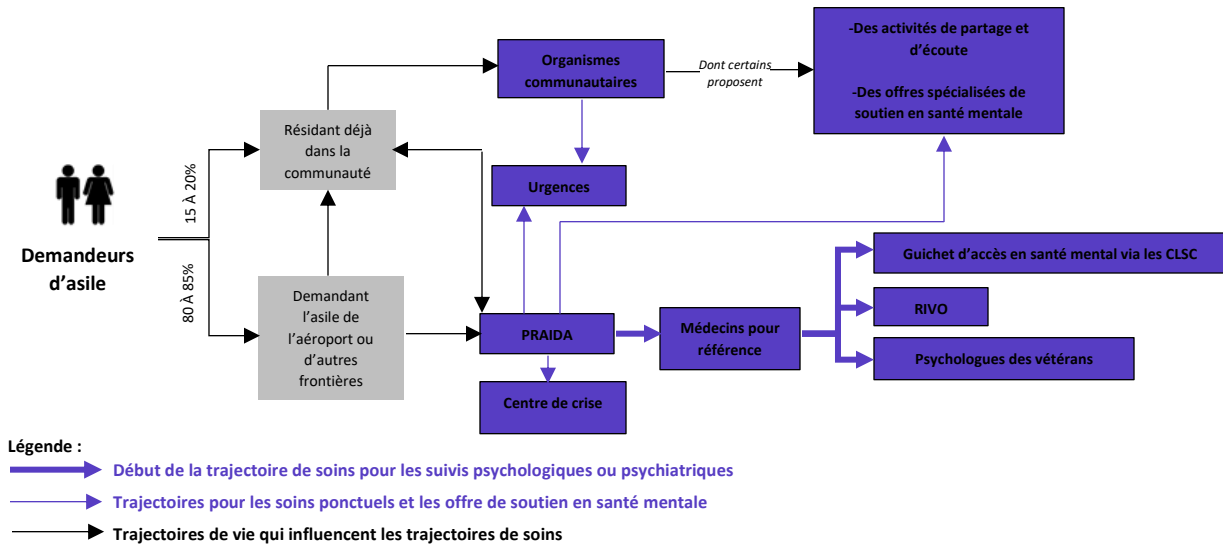 -Des activités de partage et
d'écoute
-Des offres spécialisées de
soutien en santé mentale
Organismes
communautaires
Dont certains
proposent
Résidant déjà
dans la
communauté
Urgences
15 À 20%
Demandeurs
d'asile
80 À 85%
Guichet d'accès en santé mental via les CLSC
Demandant
l'asile de
l'aéroport ou
d'autres
frontières
PRAIDA
Médecins pour
référence
RIVO
Psychologues des vétérans
Centre de crise
Légende :
Début de la trajectoire de soins pour les suivis psychologiques ou psychiatriques
Trajectoires pour les soins ponctuels et les offre de soutien en santé mentale
Trajectoires de vie qui influencent les trajectoires de soins